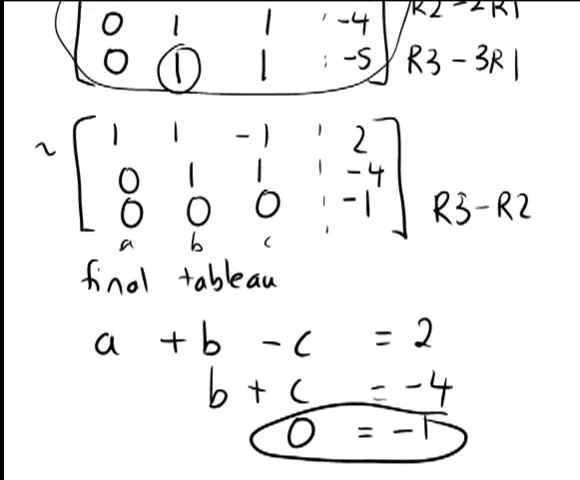 0 1 1 ¦ -4 R2-2R1
0 1 1 ¦ -5 R3-3R1
~ 1 1 -1 ¦ 2
0 1 1 ¦ -4
0 0 0 ¦ -1 R3-R2
a b c
final tableau
a + b - c = 2
b + c = -4
0 = -1